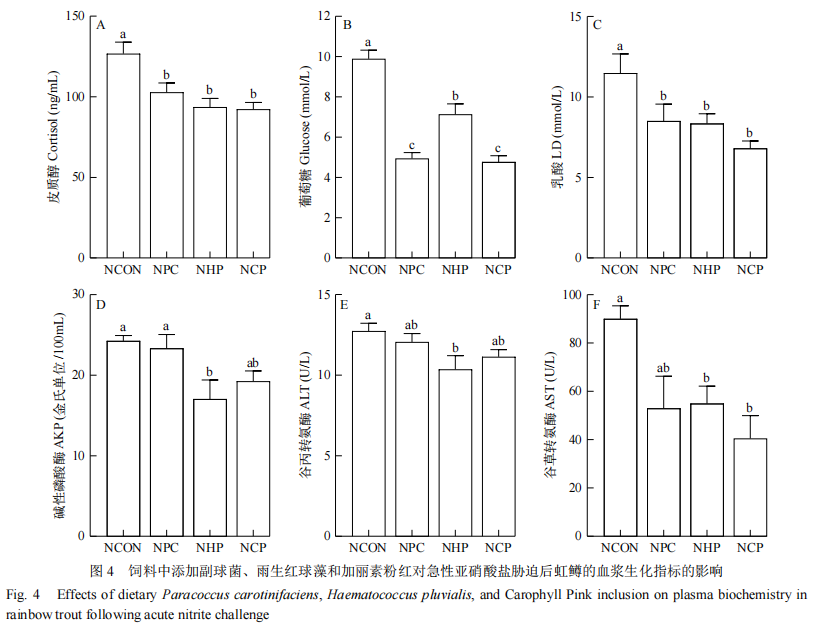 A
150
100
50
0
皮质醇 Cortisol (ng/mL)
a
b
b
b
NCON NPC NHP NCP
B
12
10
8
6
4
2
0
葡萄糖 Glucose (mmol/L)
a
c
b
c
NCON NPC NHP NCP
C
15
10
5
0
乳酸 LD (mmol/L)
a
b
b
b
NCON NPC NHP NCP
D
30
20
10
0
碱性磷酸酶 AKP (金氏单位/100mL)
a
a
b
ab
NCON NPC NHP NCP
E
15
10
5
0
谷丙转氨酶 ALT (U/L)
a
ab
b
ab
NCON NPC NHP NCP
F
100
80
60
40
20
0
谷草转氨酶 AST (U/L)
a
ab
b
b
NCON NPC NHP NCP
图 4 饲料中添加副球菌、雨生红球藻和加丽素粉红对急性亚硝酸盐胁迫后虹鳟的血浆生化指标的影响
Fig. 4 Effects of dietary Paracoccus carotinifaciens, Haematococcus pluvialis, and Carophyll Pink inclusion on plasma biochemistry in
rainbow trout following acute nitrite challenge